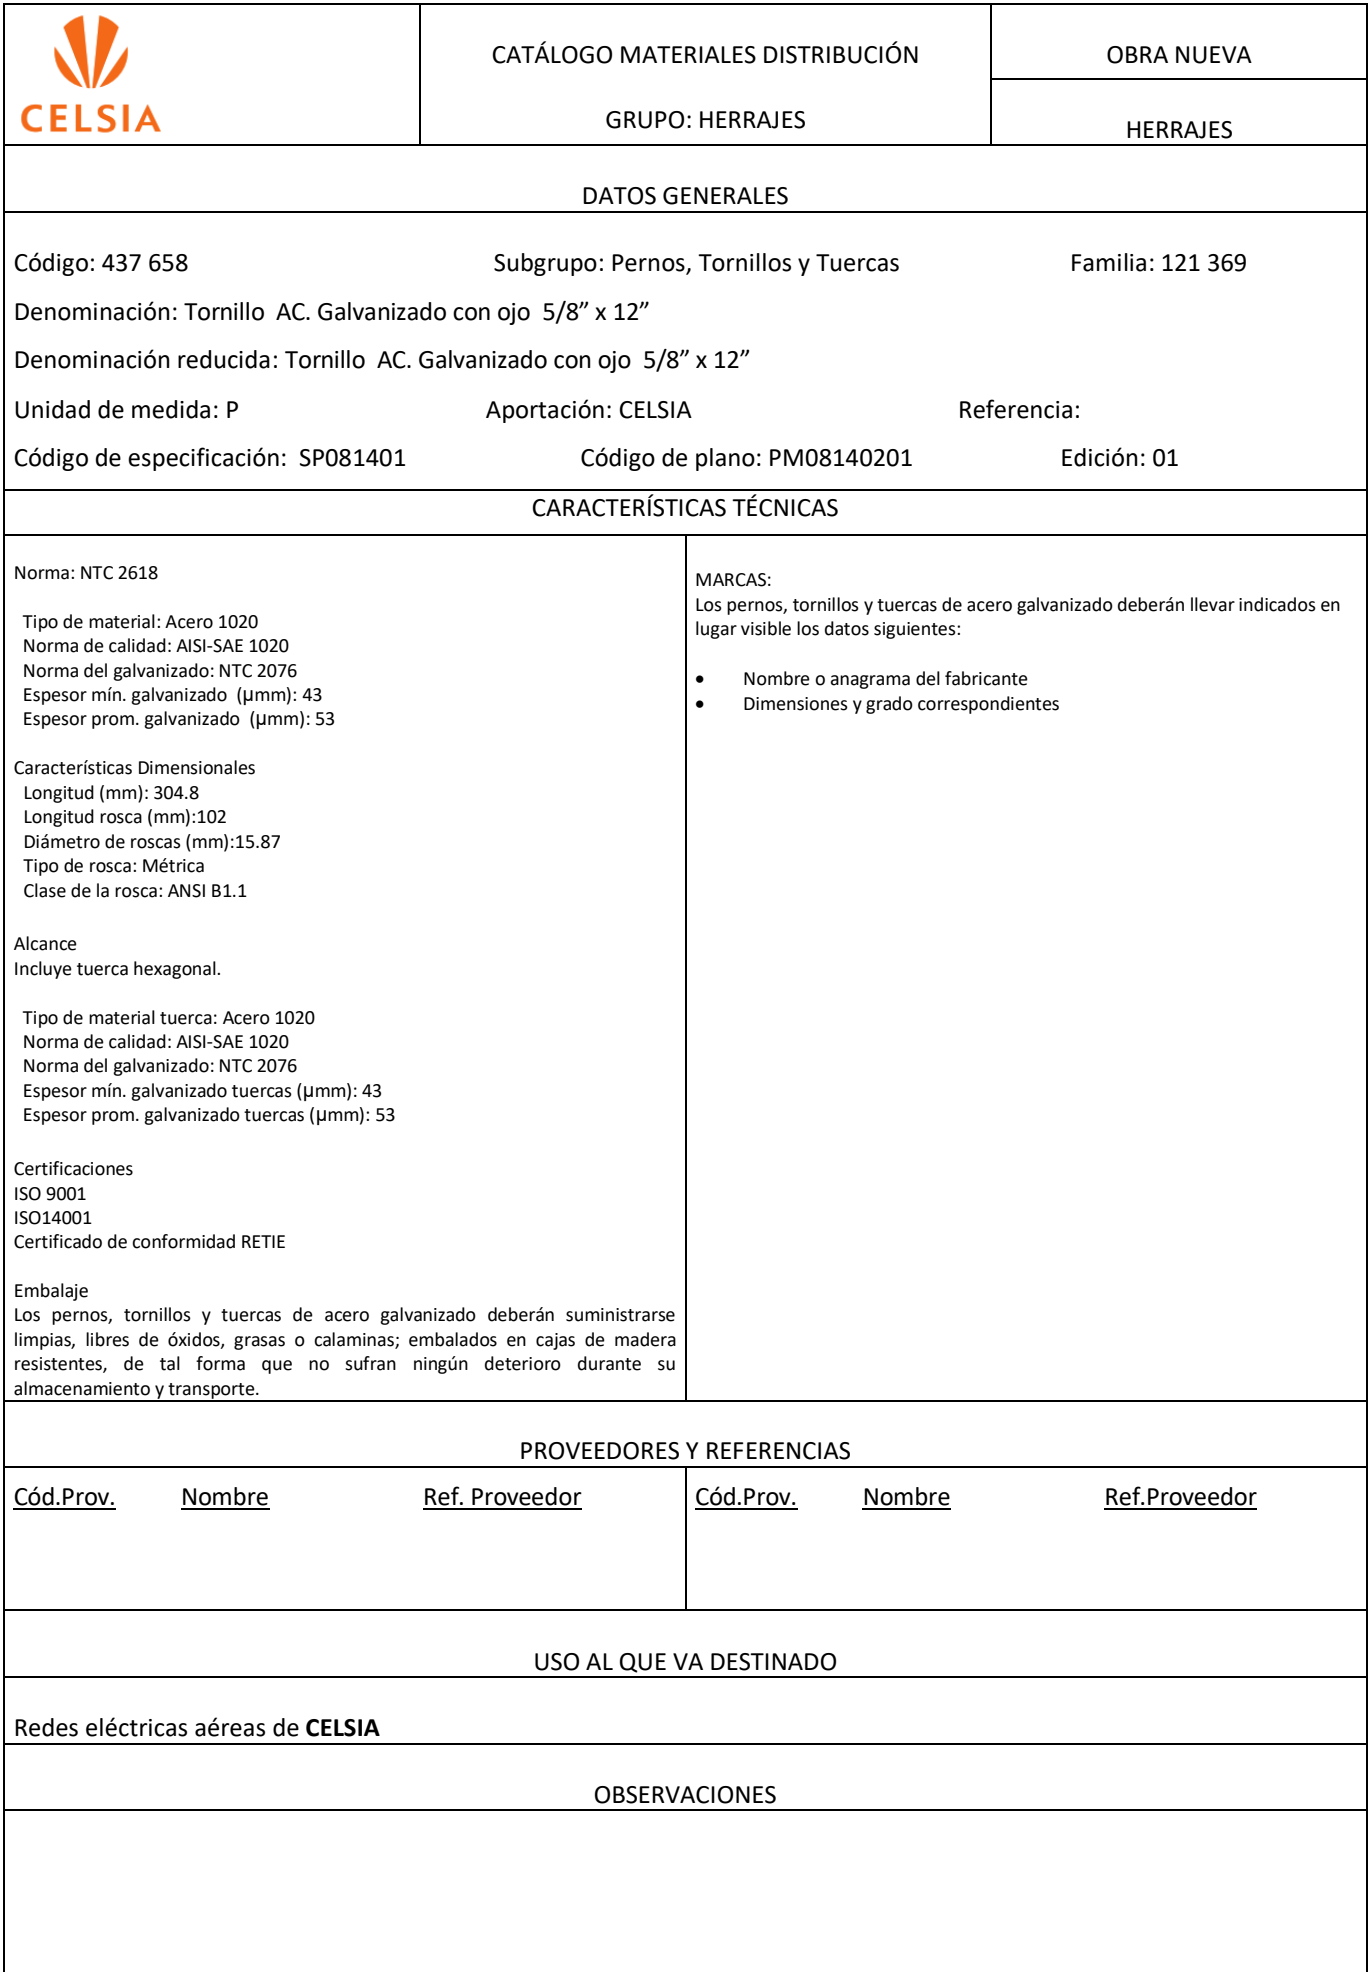 CELSIA
CATÁLOGO MATERIALES DISTRIBUCIÓN
GRUPO: HERRAJES
OBRA NUEVA
HERRAJES
DATOS GENERALES
Código: 437 658 Subgrupo: Pernos, Tornillos y Tuercas Familia: 121 369
Denominación: Tornillo AC. Galvanizado con ojo 5/8” x 12”
Denominación reducida: Tornillo AC. Galvanizado con ojo 5/8” x 12”
Unidad de medida: P Aportación: CELSIA Referencia:
Código de especificación: SP081401 Código de plano: PM08140201 Edición: 01
CARACTERÍSTICAS TÉCNICAS
Norma: NTC 2618
Tipo de material: Acero 1020
Norma de calidad: AISI-SAE 1020
Norma del galvanizado: NTC 2076
Espesor mín. galvanizado (µmm): 43
Espesor prom. galvanizado (µmm): 53
Características Dimensionales
Longitud (mm): 304.8
Longitud rosca (mm):102
Diámetro de roscas (mm):15.87
Tipo de rosca: Métrica
Clase de la rosca: ANSI B1.1
Alcance
Incluye tuerca hexagonal.
Tipo de material tuerca: Acero 1020
Norma de calidad: AISI-SAE 1020
Norma del galvanizado: NTC 2076
Espesor mín. galvanizado tuercas (µmm): 43
Espesor prom. galvanizado tuercas (µmm): 53
Certificaciones
ISO 9001
ISO14001
Certificado de conformidad RETIE
Embalaje
Los pernos, tornillos y tuercas de acero galvanizado deberán suministrarse
limpias, libres de óxidos, grasas o calaminas; embalados en cajas de madera
resistentes, de tal forma que no sufran ningún deterioro durante su
almacenamiento y transporte.
MARCAS:
Los pernos, tornillos y tuercas de acero galvanizado deberán llevar indicados en
lugar visible los datos siguientes:
• Nombre o anagrama del fabricante
• Dimensiones y grado correspondientes
PROVEEDORES Y REFERENCIAS
Cód.Prov. Nombre Ref. Proveedor
Cód.Prov. Nombre Ref.Proveedor
USO AL QUE VA DESTINADO
Redes eléctricas aéreas de CELSIA
OBSERVACIONES